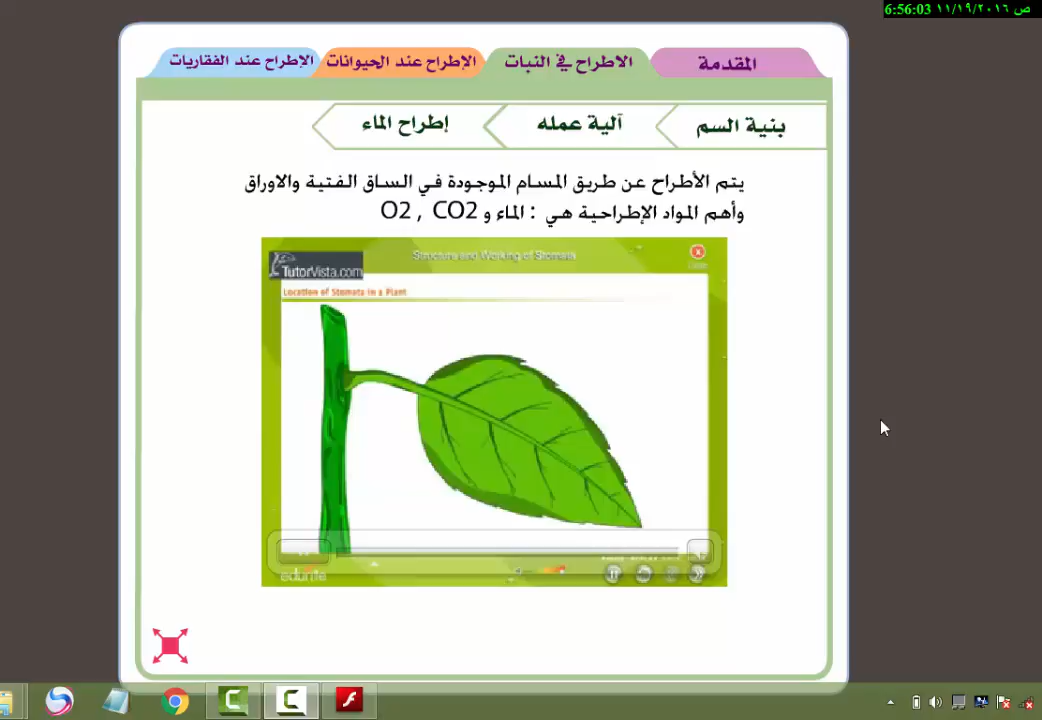 ص ١١/١٩/٢٠١٦ 6:56:03
المقدمة
الاطراح في النبات
الإطراح عند الحيوانات
الإطراح عند الفقاريات
بنية السم
آلية عمله
إطراح الماء
يتم الأطراح عن طريق المسام الموجودة في الساق الفتية والاوراق
وأهم المواد الإطراحية هي : الماء و O2 , CO2
Structure and Working of Stomata
TutorVista.com
Location of Stomata in a Plant
edurite